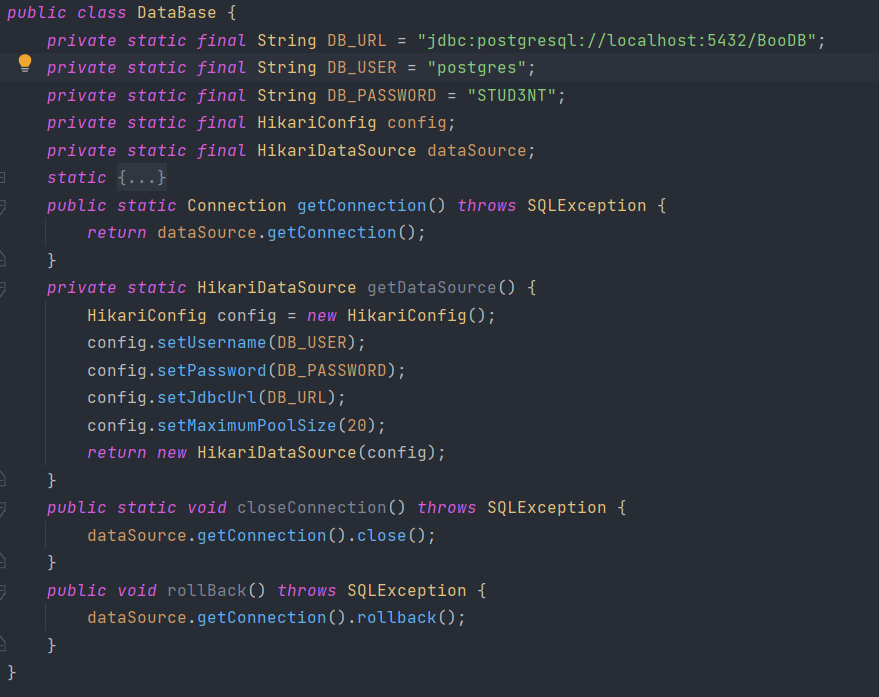 public class DataBase {
    private static final String DB_URL = "jdbc:postgresql://localhost:5432/BooDB";
    private static final String DB_USER = "postgres";
    private static final String DB_PASSWORD = "STUD3NT";
    private static final HikariConfig config;
    private static final HikariDataSource dataSource;
    static {...}
    public static Connection getConnection() throws SQLException {
        return dataSource.getConnection();
    }
    private static HikariDataSource getDataSource() {
        HikariConfig config = new HikariConfig();
        config.setUsername(DB_USER);
        config.setPassword(DB_PASSWORD);
        config.setJdbcUrl(DB_URL);
        config.setMaximumPoolSize(20);
        return new HikariDataSource(config);
    }
    public static void closeConnection() throws SQLException {
        dataSource.getConnection().close();
    }
    public void rollBack() throws SQLException {
        dataSource.getConnection().rollback();
    }
}